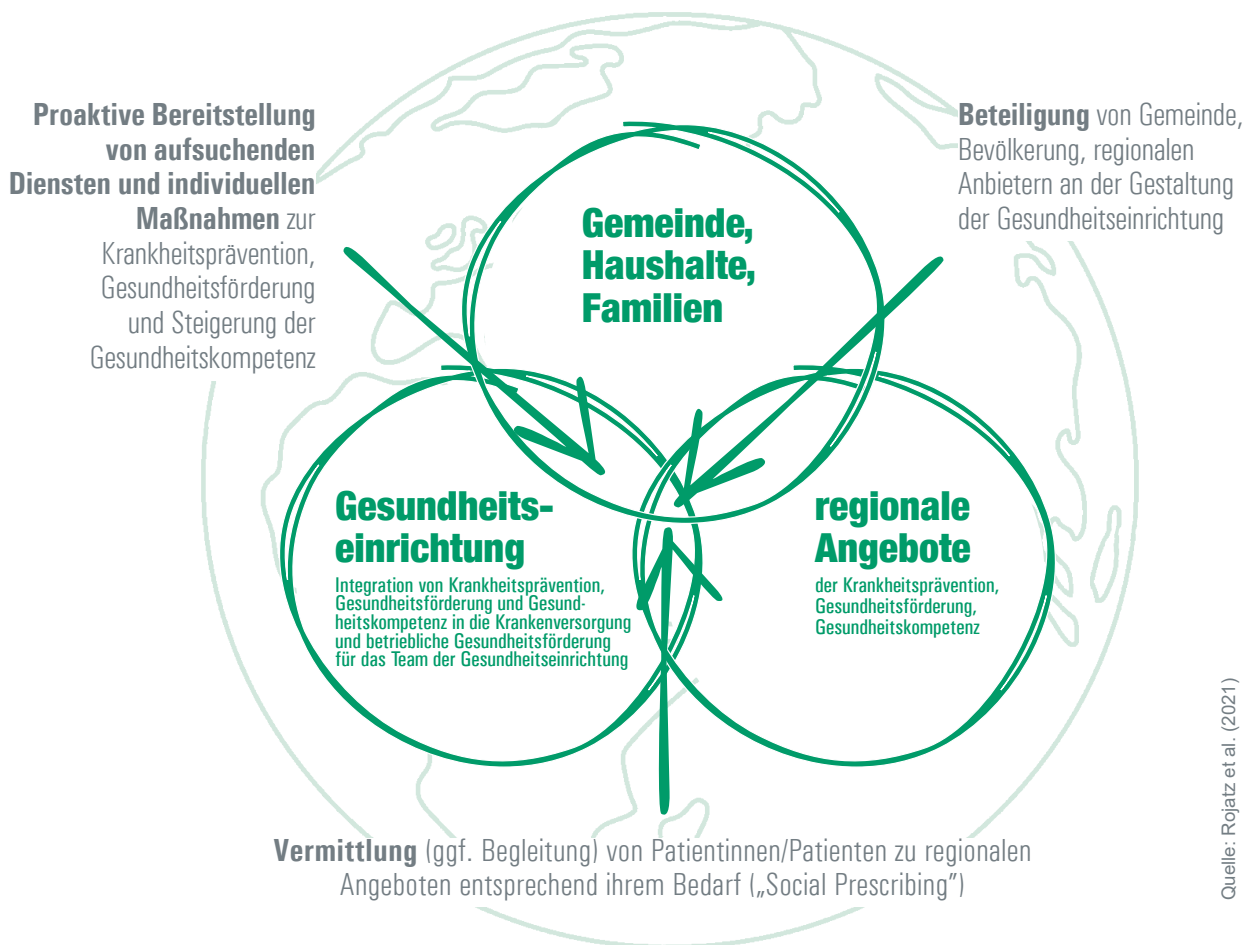 Proaktive Bereitstellung
von aufsuchenden
Diensten und individuellen
Maßnahmen zur
Krankheitsprävention,
Gesundheitsförderung
und Steigerung der
Gesundheitskompetenz
Beteiligung von Gemeinde,
Bevölkerung, regionalen
Anbietern an der Gestaltung
der Gesundheitseinrichtung
Gemeinde,
Haushalte,
Familien
Gesundheits-
einrichtung
Integration von Krankheitsprävention,
Gesundheitsförderung und Gesund-
heitskompetenz in die Krankenversorgung
und betriebliche Gesundheitsförderung
für das Team der Gesundheitseinrichtung
regionale
Angebote
der Krankheitsprävention,
Gesundheitsförderung,
Gesundheitskompetenz
Vermittlung (ggf. Begleitung) von Patientinnen/Patienten zu regionalen
Angeboten entsprechend ihrem Bedarf („Social Prescribing”)
Quelle: Rojatz et al. (2021)